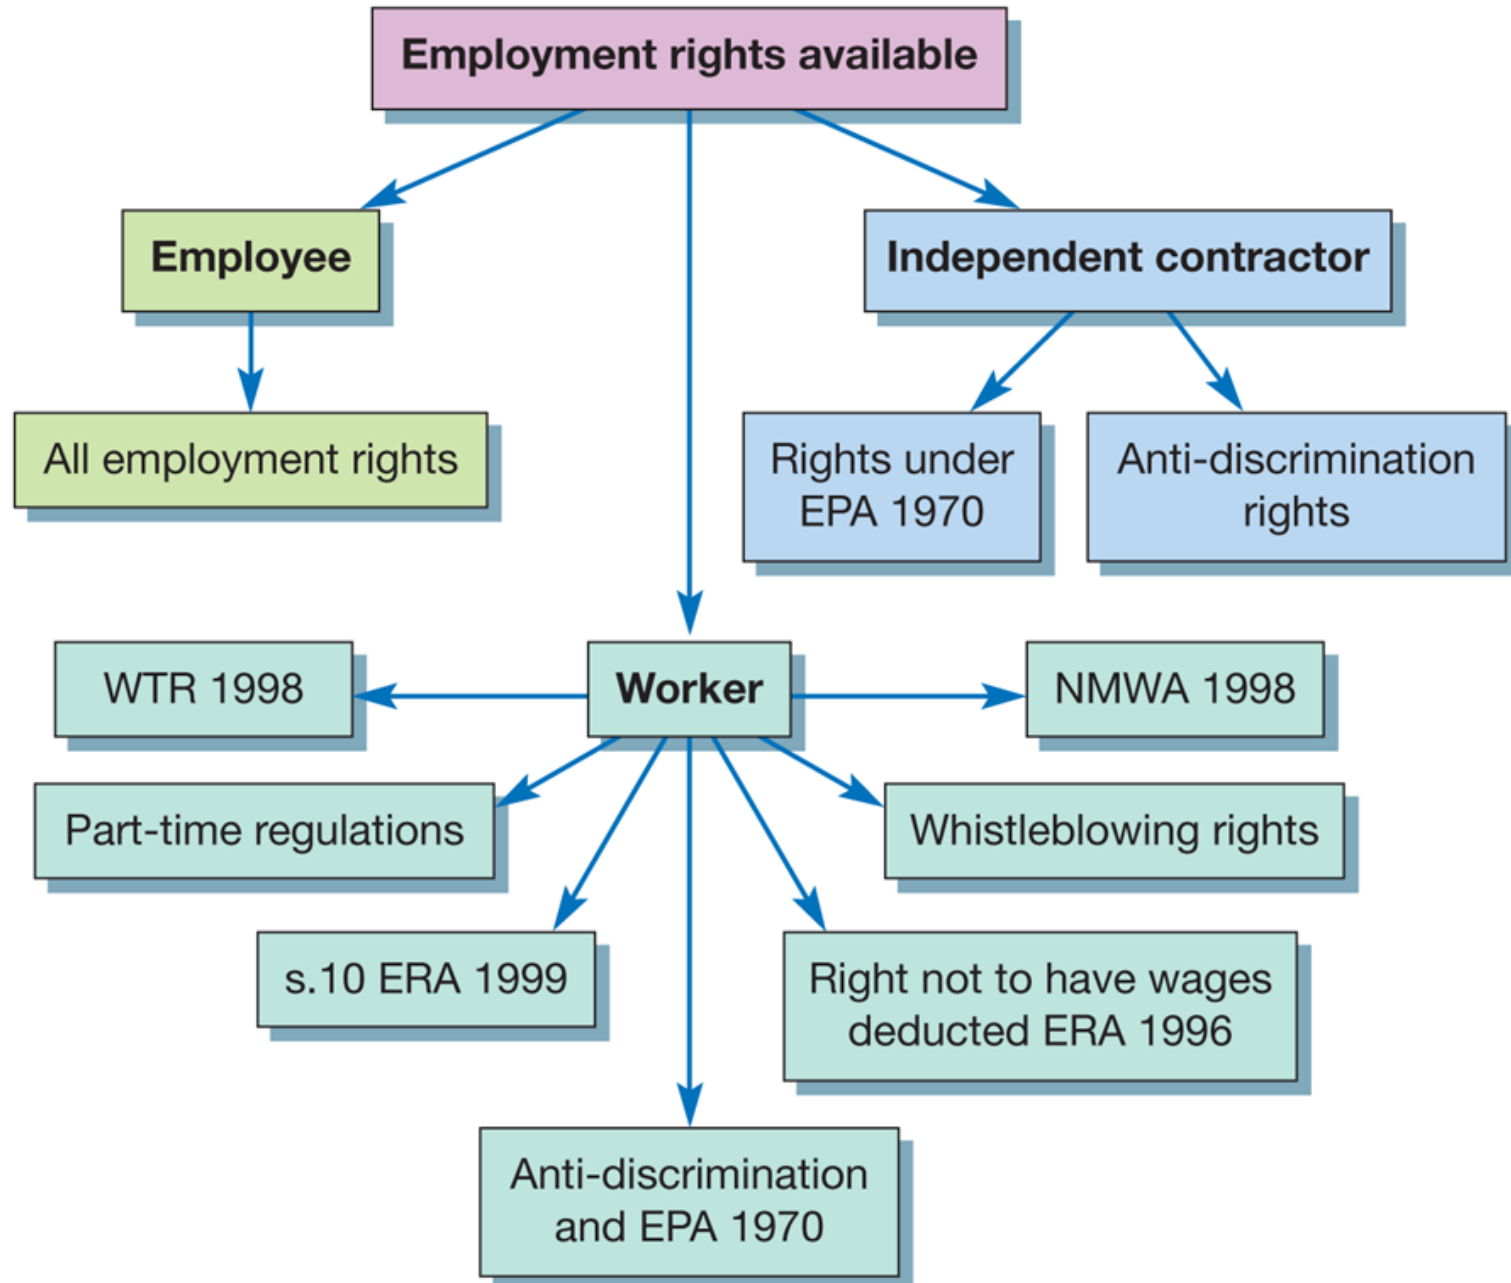 Employment rights available
Employee
Independent contractor
All employment rights
Rights under
EPA 1970
Anti-discrimination
rights
WTR 1998
Worker
NMWA 1998
Part-time regulations
Whistleblowing rights
s.10 ERA 1999
Right not to have wages
deducted ERA 1996
Anti-discrimination
and EPA 1970